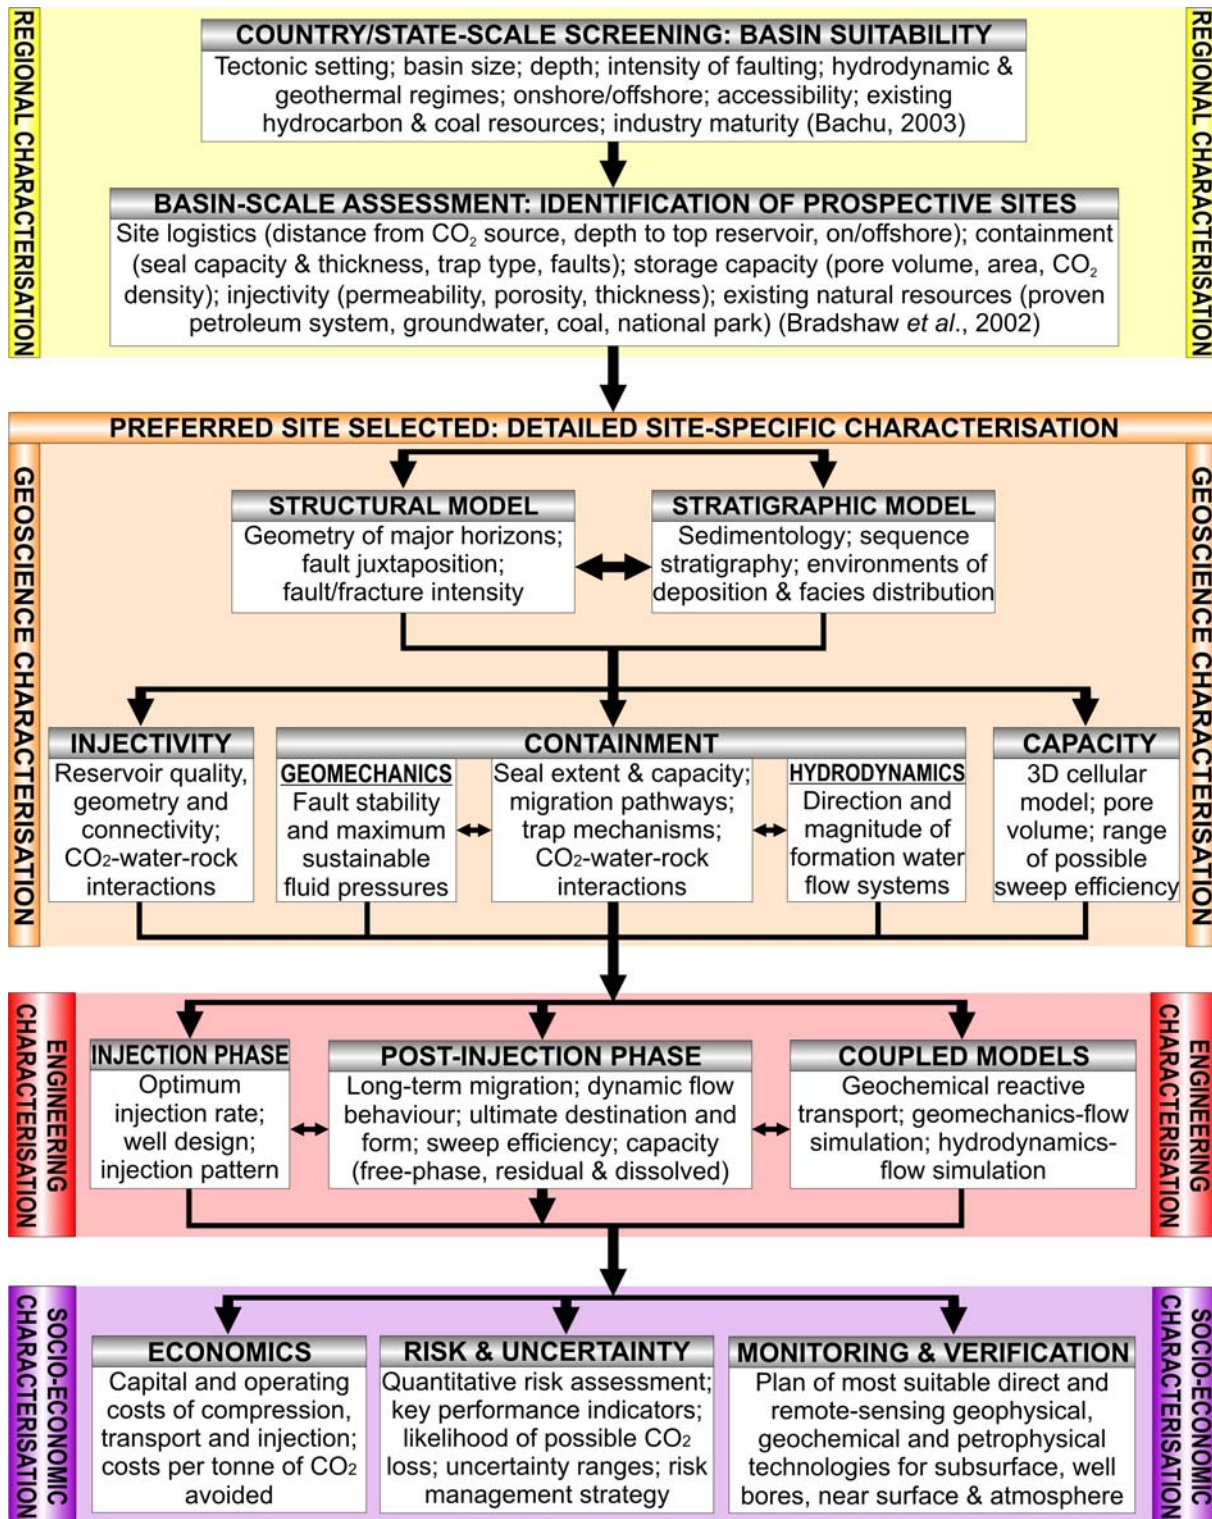 REGIONAL CHARACTERISATION
COUNTRY/STATE-SCALE SCREENING: BASIN SUITABILITY
Tectonic setting; basin size; depth; intensity of faulting; hydrodynamic &
geothermal regimes; onshore/offshore; accessibility; existing
hydrocarbon & coal resources; industry maturity (Bachu, 2003)
BASIN-SCALE ASSESSMENT: IDENTIFICATION OF PROSPECTIVE SITES
Site logistics (distance from CO₂ source, depth to top reservoir, on/offshore); containment
(seal capacity & thickness, trap type, faults); storage capacity (pore volume, area, CO₂
density); injectivity (permeability, porosity, thickness); existing natural resources (proven
petroleum system, groundwater, coal, national park) (Bradshaw et al., 2002)
REGIONAL CHARACTERISATION
PREFERRED SITE SELECTED: DETAILED SITE-SPECIFIC CHARACTERISATION
GEOSCIENCE CHARACTERISATION
STRUCTURAL MODEL
Geometry of major horizons;
fault juxtaposition;
fault/fracture intensity
STRATIGRAPHIC MODEL
Sedimentology; sequence
stratigraphy; environments of
deposition & facies distribution
INJECTIVITY
Reservoir quality,
geometry and
connectivity;
CO₂-water-rock
interactions
CONTAINMENT
GEOMECHANICS
Fault stability
and maximum
sustainable
fluid pressures
Seal extent & capacity;
migration pathways;
trap mechanisms;
CO₂-water-rock
interactions
HYDRODYNAMICS
Direction and
magnitude of
formation water
flow systems
CAPACITY
3D cellular
model; pore
volume; range
of possible
sweep efficiency
GEOSCIENCE CHARACTERISATION
ENGINEERING
CHARACTERISATION
INJECTION PHASE
Optimum
injection rate;
well design;
injection pattern
POST-INJECTION PHASE
Long-term migration; dynamic flow
behaviour; ultimate destination and
form; sweep efficiency; capacity
(free-phase, residual & dissolved)
COUPLED MODELS
Geochemical reactive
transport; geomechanics-flow
simulation; hydrodynamics-
flow simulation
ENGINEERING
CHARACTERISATION
SOCIO-ECONOMIC
CHARACTERISATION
ECONOMICS
Capital and operating
costs of compression,
transport and injection;
costs per tonne of CO₂
avoided
RISK & UNCERTAINTY
Quantitative risk assessment;
key performance indicators;
likelihood of possible CO₂
loss; uncertainty ranges; risk
management strategy
MONITORING & VERIFICATION
Plan of most suitable direct and
remote-sensing geophysical,
geochemical and petrophysical
technologies for subsurface, well
bores, near surface & atmosphere
SOCIO-ECONOMIC
CHARACTERISATION